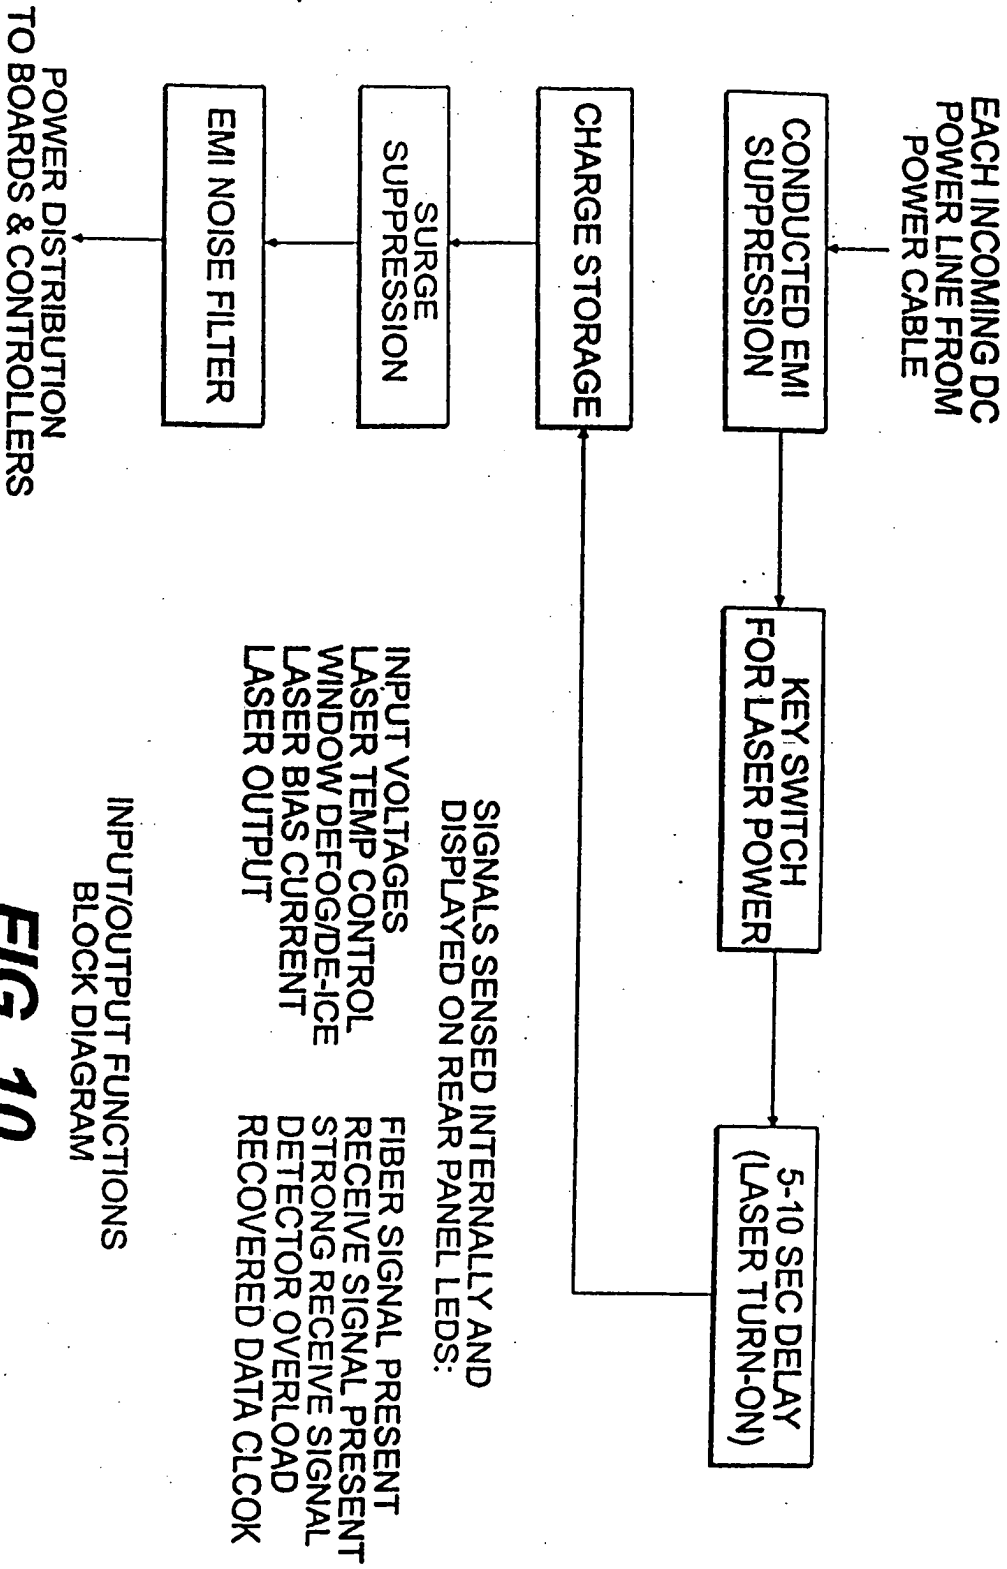 EACH INCOMING DC
POWER LINE FROM
POWER CABLE
CONDUCTED EMI
SUPPRESSION
KEY SWITCH
FOR LASER POWER
5-10 SEC DELAY
(LASER TURN-ON)
CHARGE STORAGE
SURGE
SUPPRESSION
EMI NOISE FILTER
POWER DISTRIBUTION
TO BOARDS & CONTROLLERS
SIGNALS SENSED INTERNALLY AND
DISPLAYED ON REAR PANEL LEDS:
INPUT VOLTAGES
LASER TEMP CONTROL
WINDOW DEFOG/DE-ICE
LASER BIAS CURRENT
LASER OUTPUT
FIBER SIGNAL PRESENT
RECEIVE SIGNAL PRESENT
STRONG RECEIVE SIGNAL
DETECTOR OVERLOAD
RECOVERED DATA CLCOK
INPUT/OUTPUT FUNCTIONS
BLOCK DIAGRAM
FIG 10